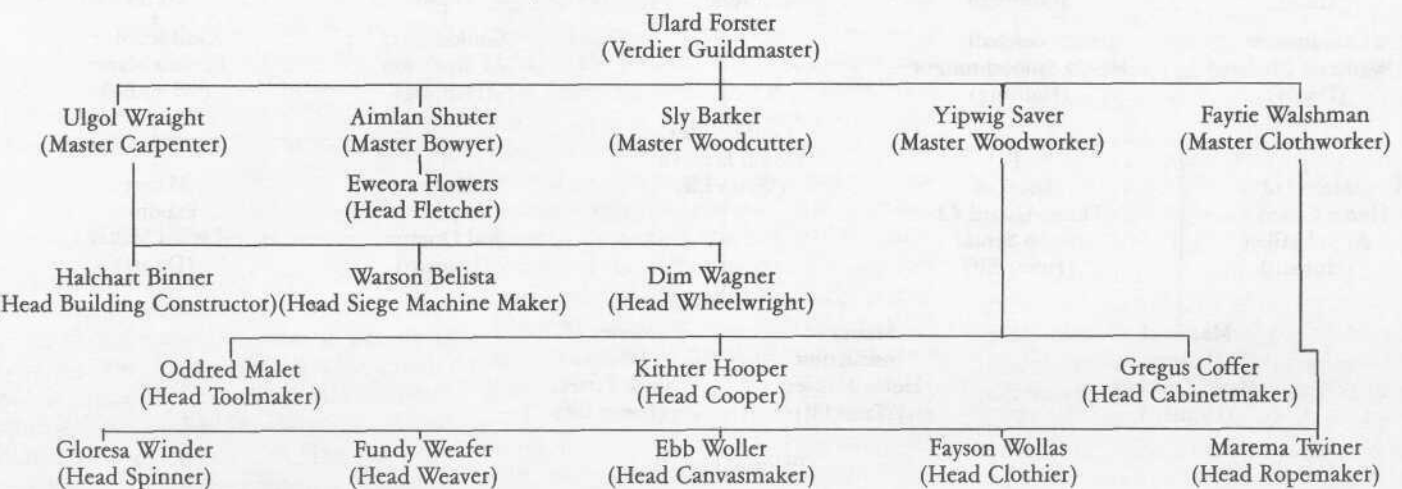 Ulard Forster
(Verdier Guildmaster)
Ulgol Wraight
(Master Carpenter)
Aimlan Shuter
(Master Bowyer)
Sly Barker
(Master Woodcutter)
Yipwig Saver
(Master Woodworker)
Fayrie Walshman
(Master Clothworker)
Eweora Flowers
(Head Fletcher)
Halchart Binner
(Head Building Constructor)
Watson Belista
(Head Siege Machine Maker)
Dim Wagner
(Head Wheelwright)
Oddred Malet
(Head Toolmaker)
Kithter Hooper
(Head Cooper)
Gregus Coffer
(Head Cabinetmaker)
Gloresa Winder
(Head Spinner)
Fundy Weafer
(Head Weaver)
Ebb Woller
(Head Canvasmaker)
Fayson Wollas
(Head Clothier)
Marema Twiner
(Head Ropemaker)